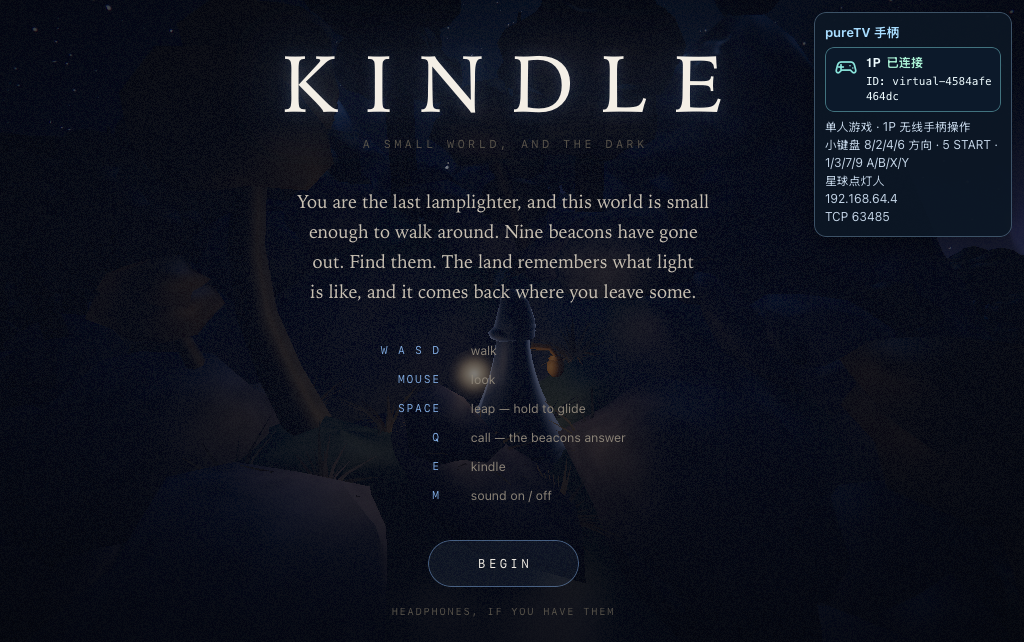 KINDLE
A SMALL WORLD, AND THE DARK
You are the last lamplighter, and this world is small
enough to walk around. Nine beacons have gone
out. Find them. The land remembers what light
is like, and it comes back where you leave some.
W A S D walk
MOUSE look
SPACE leap — hold to glide
Q call — the beacons answer
E kindle
M sound on / off
BEGIN
HEADPHONES, IF YOU HAVE THEM
pureTV 手柄
1P 已连接
ID: virtual-4584afe
464dc
单人游戏 · 1P 无线手柄操作
小键盘 8/2/4/6 方向 · 5 START ·
1/3/7/9 A/B/X/Y
星球点灯人
192.168.64.4
TCP 63485